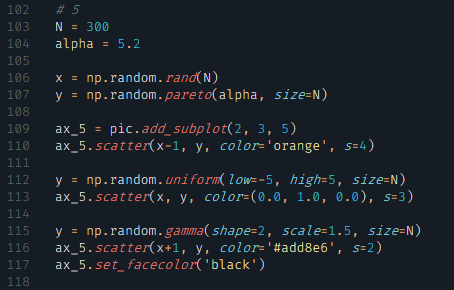 102 # 5
103 N = 300
104 alpha = 5.2
105
106 x = np.random.rand(N)
107 y = np.random.pareto(alpha, size=N)
108
109 ax_5 = pic.add_subplot(2, 3, 5)
110 ax_5.scatter(x-1, y, color='orange', s=4)
111
112 y = np.random.uniform(low=-5, high=5, size=N)
113 ax_5.scatter(x, y, color=(0.0, 1.0, 0.0), s=3)
114
115 y = np.random.gamma(shape=2, scale=1.5, size=N)
116 ax_5.scatter(x+1, y, color='#add8e6', s=2)
117 ax_5.set_facecolor('black')
118